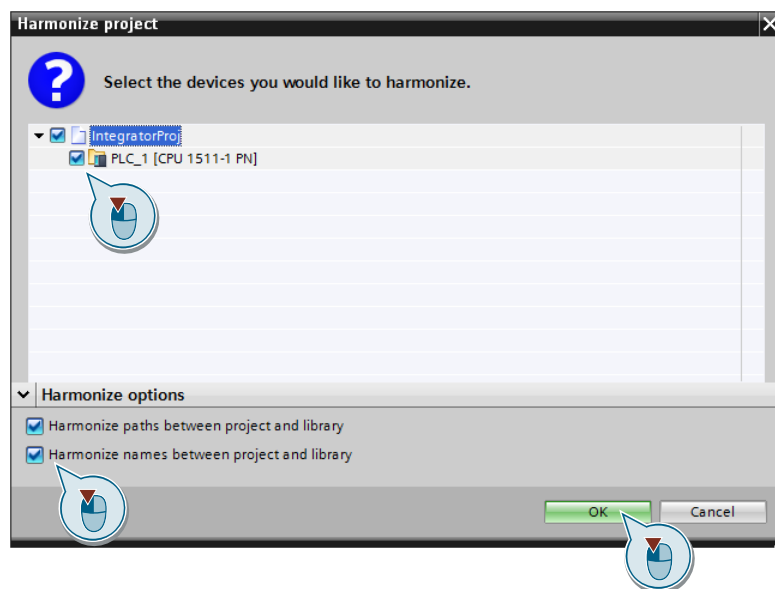 Harmonize project
Select the devices you would like to harmonize.
IntegratorProj
PLC_1 [CPU 1511-1 PN]
Harmonize options
Harmonize paths between project and library
Harmonize names between project and library
OK Cancel